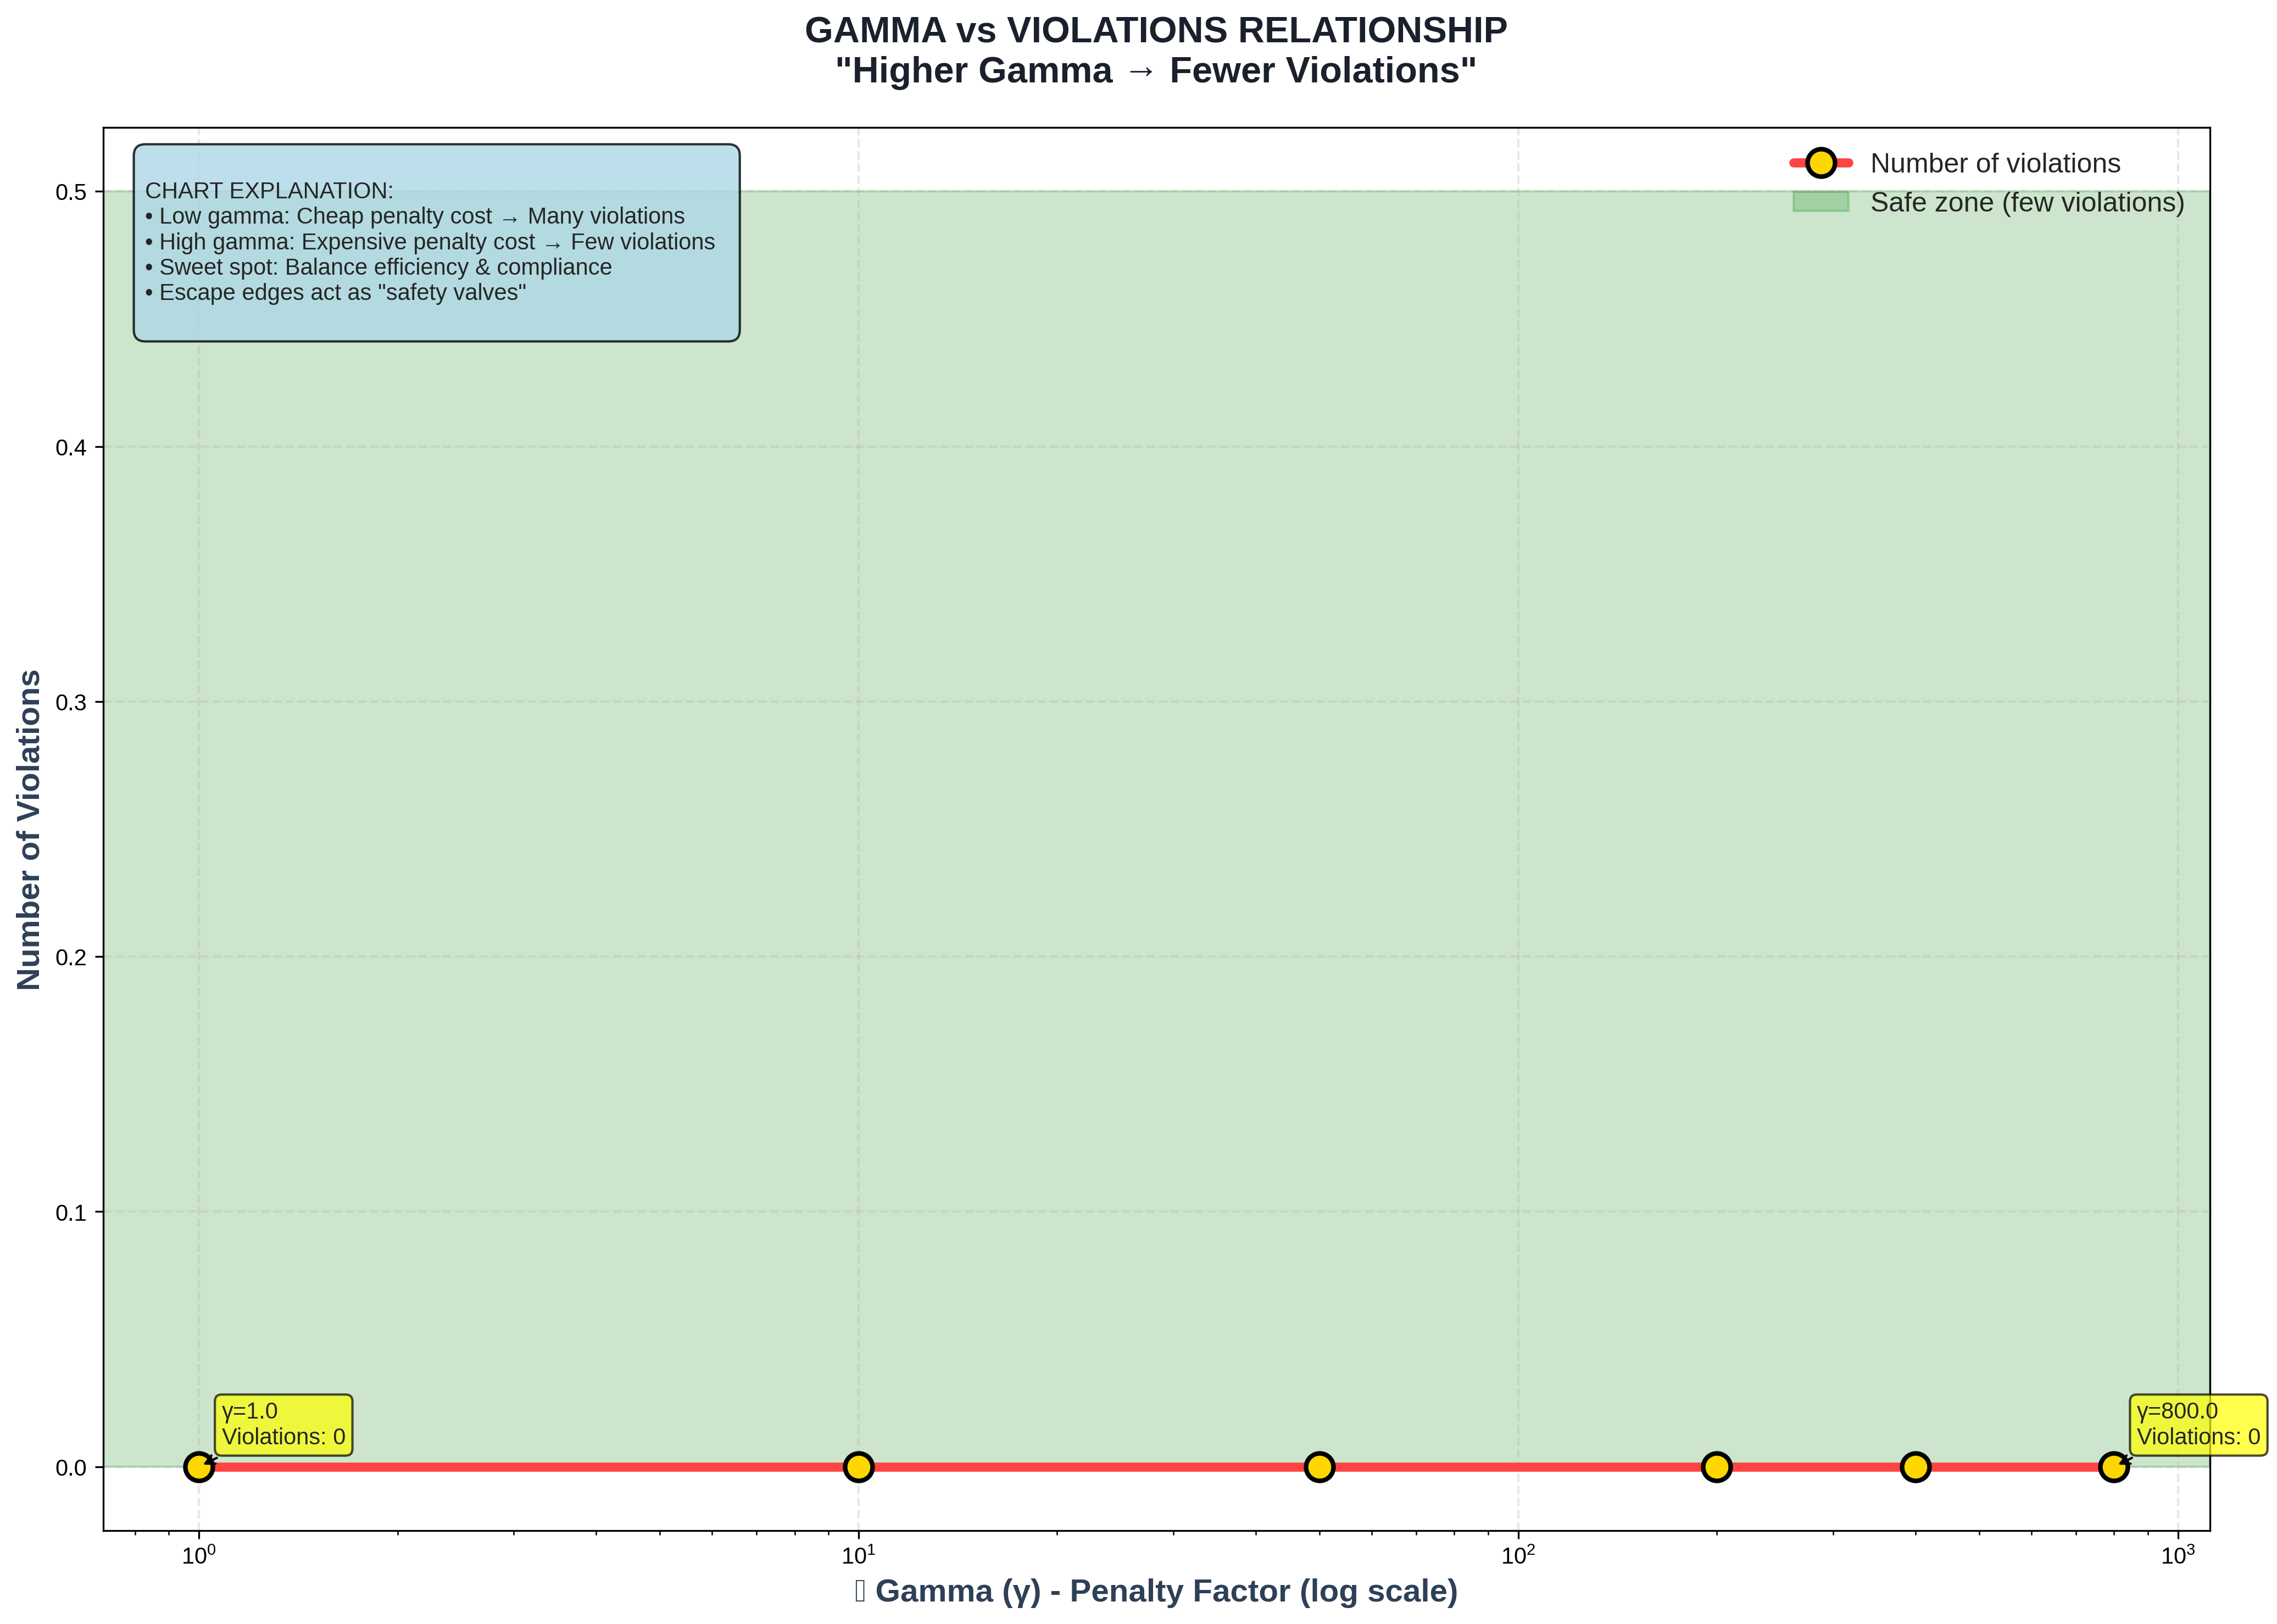 GAMMA vs VIOLATIONS RELATIONSHIP
"Higher Gamma → Fewer Violations"
CHART EXPLANATION:
• Low gamma: Cheap penalty cost → Many violations
• High gamma: Expensive penalty cost → Few violations
• Sweet spot: Balance efficiency & compliance
• Escape edges act as "safety valves"
Number of violations
Safe zone (few violations)
Number of Violations
0.5
0.4
0.3
0.2
0.1
0.0
γ=1.0
Violations: 0
γ=800.0
Violations: 0
10⁰
10¹
10²
10³
Gamma (γ) - Penalty Factor (log scale)